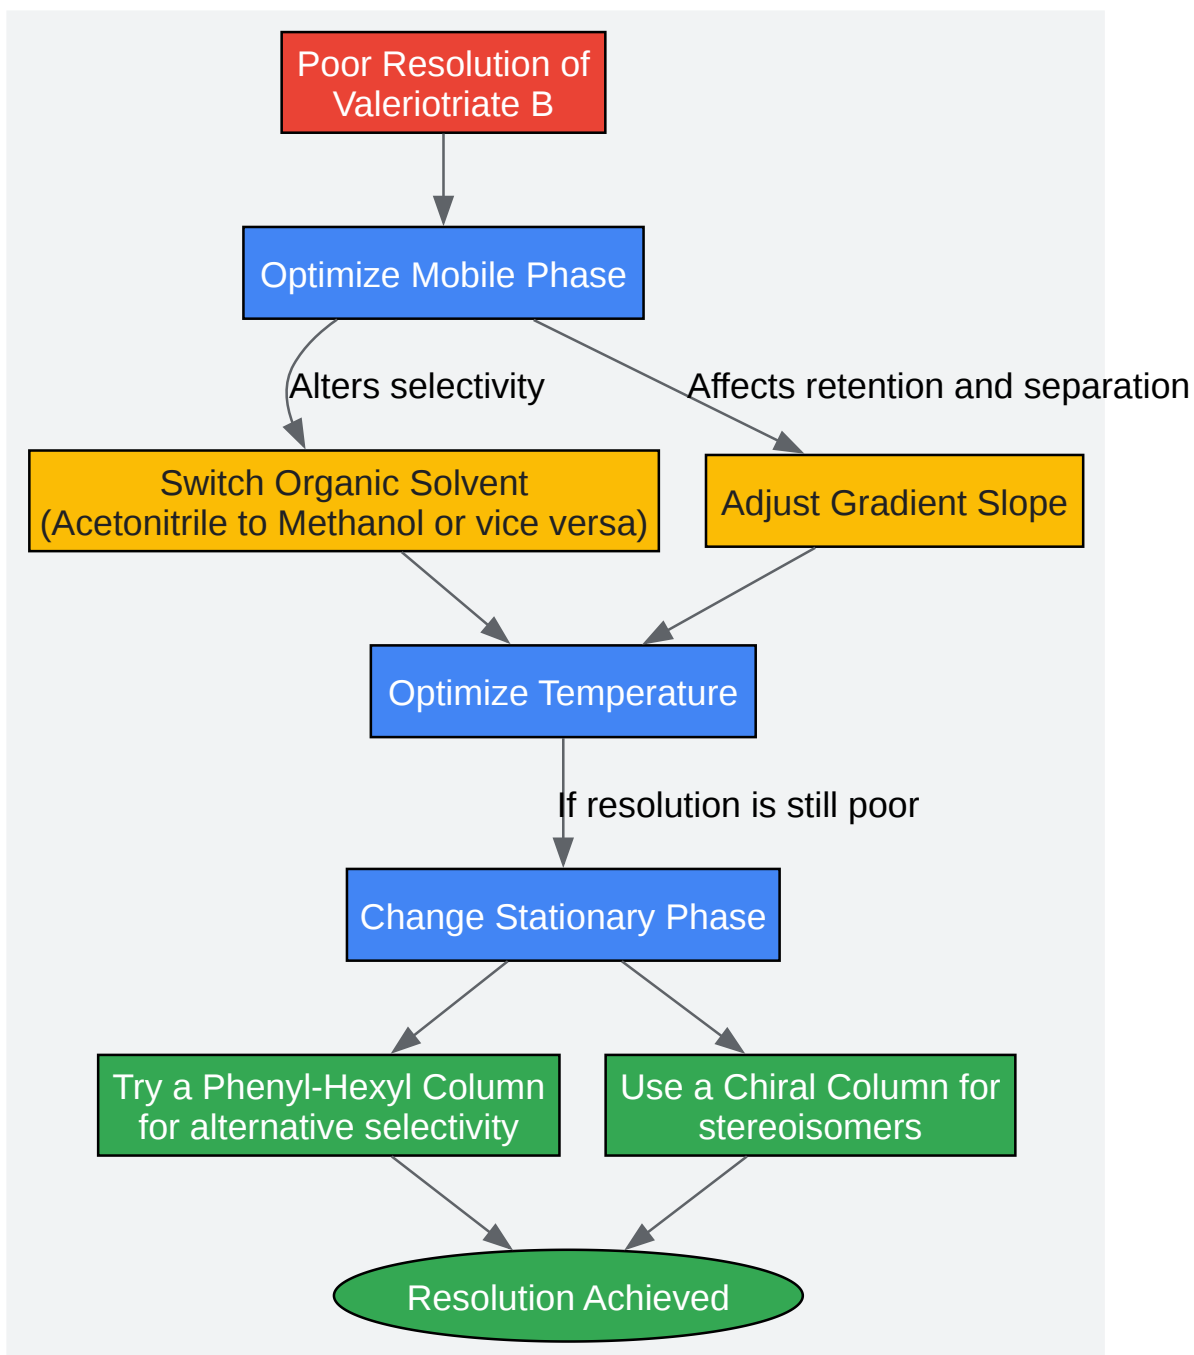 Poor Resolution of
Valeriotriate B
Optimize Mobile Phase
Alters selectivity
Affects retention and separation
Switch Organic Solvent
(Acetonitrile to Methanol or vice versa)
Adjust Gradient Slope
Optimize Temperature
If resolution is still poor
Change Stationary Phase
Try a Phenyl-Hexyl Column
for alternative selectivity
Use a Chiral Column for
stereoisomers
Resolution Achieved